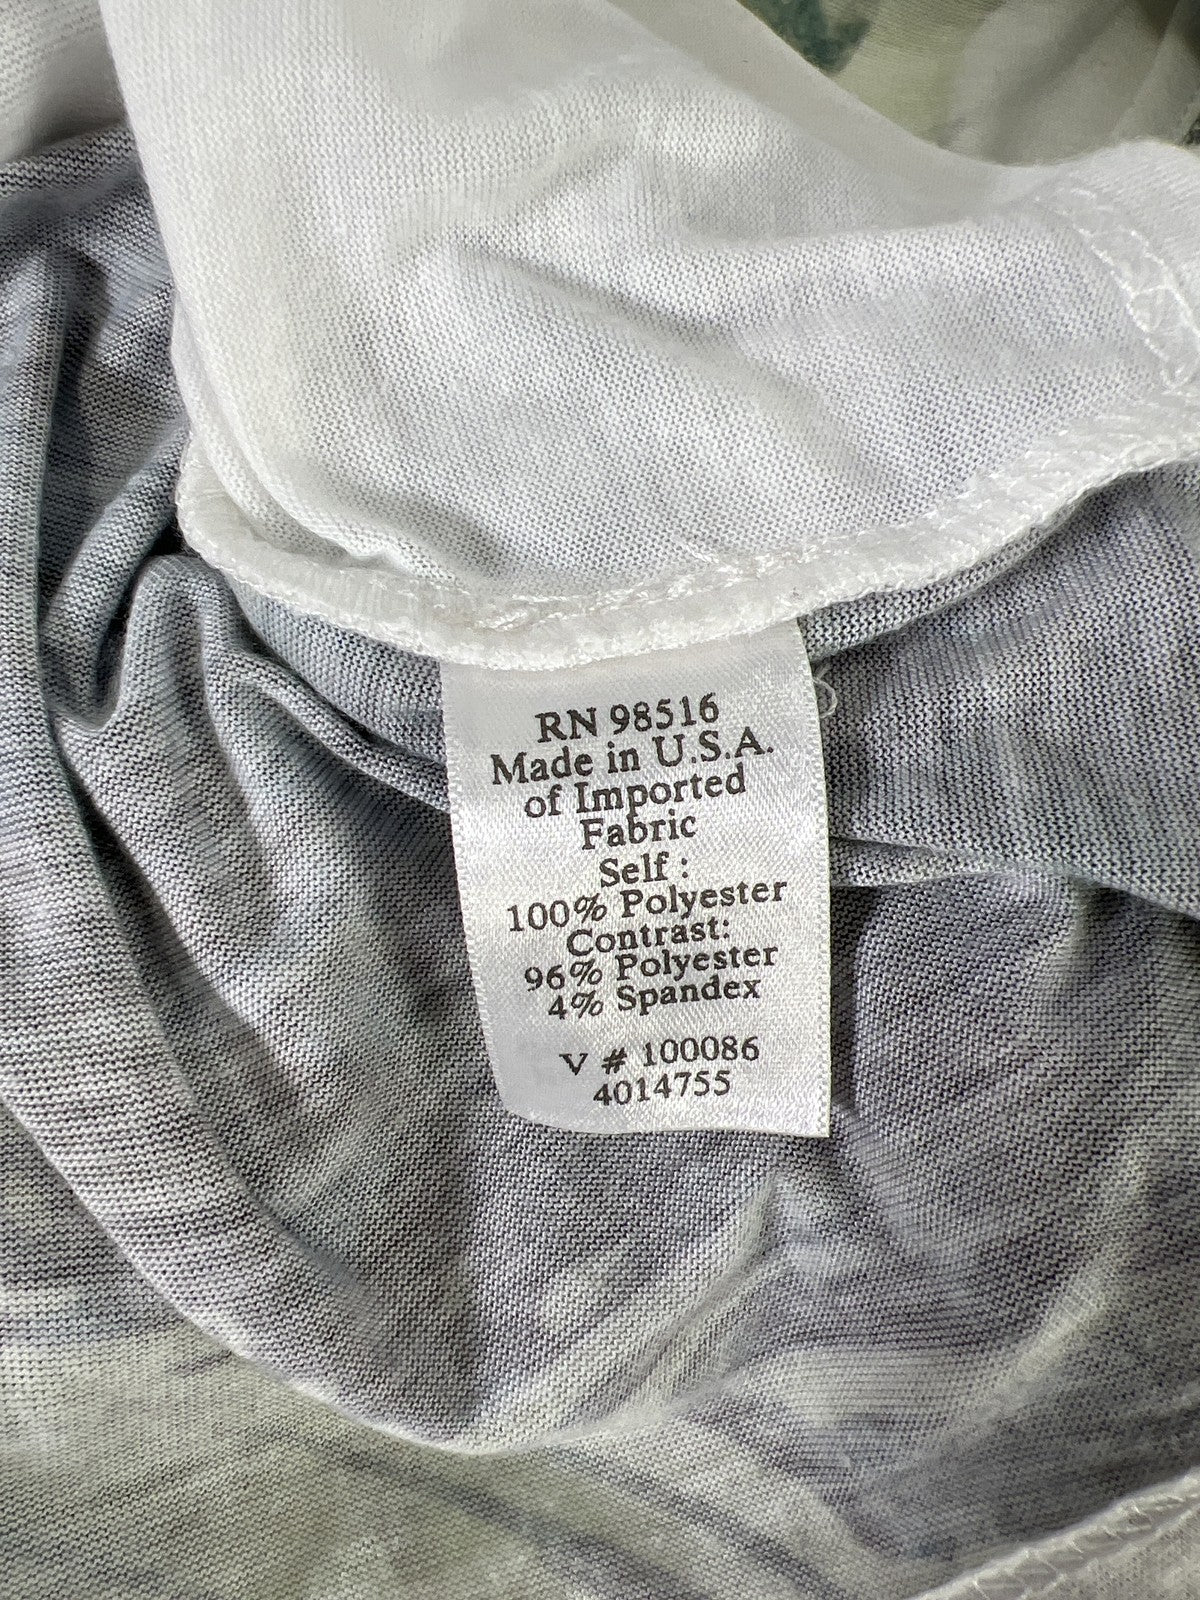 RN 98516
Made in U.S.A.
of Imported
Fabric
Self :
100% Polyester
Contrast:
96% Polyester
4% Spandex
V # 100086
4014755